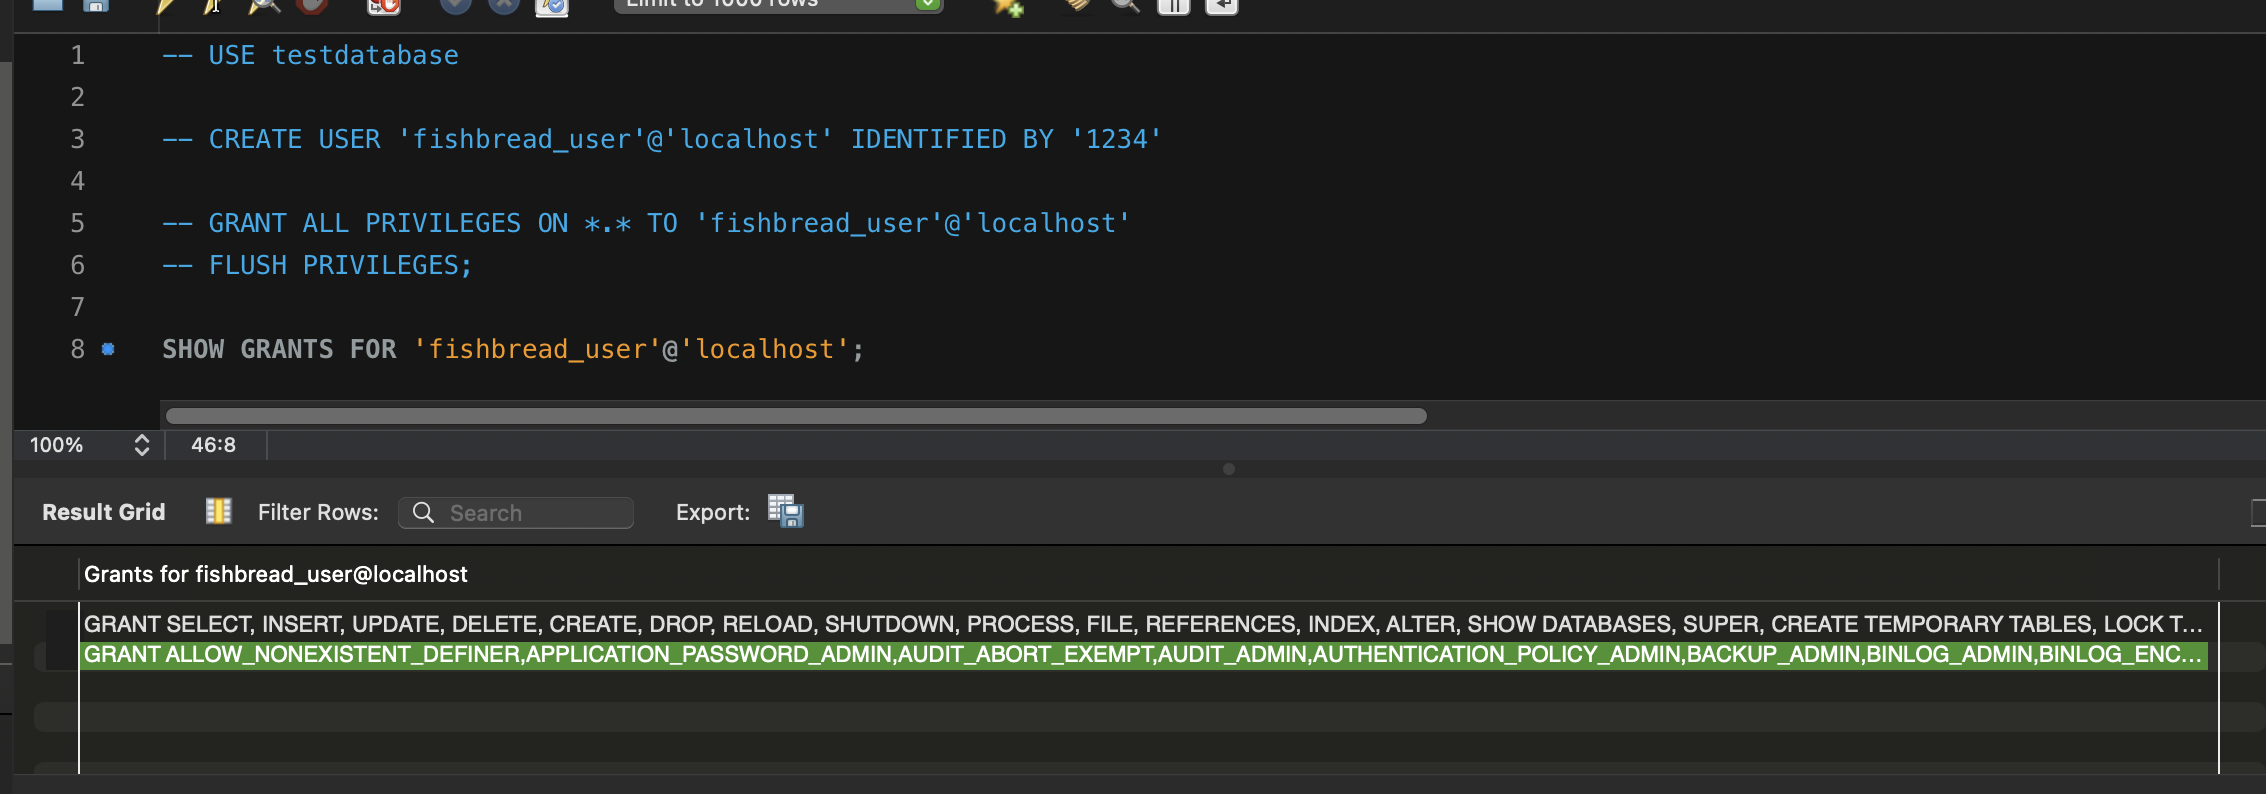 Limit to 1000 rows
1 -- USE testdatabase
2
3 -- CREATE USER 'fishbread_user'@'localhost' IDENTIFIED BY '1234'
4
5 -- GRANT ALL PRIVILEGES ON *.* TO 'fishbread_user'@'localhost'
6 -- FLUSH PRIVILEGES;
7
8 SHOW GRANTS FOR 'fishbread_user'@'localhost';
100% 46:8
Result Grid Filter Rows: Search Export:
Grants for fishbread_user@localhost
GRANT SELECT, INSERT, UPDATE, DELETE, CREATE, DROP, RELOAD, SHUTDOWN, PROCESS, FILE, REFERENCES, INDEX, ALTER, SHOW DATABASES, SUPER, CREATE TEMPORARY TABLES, LOCK T...
GRANT ALLOW_NONEXISTENT_DEFINER,APPLICATION_PASSWORD_ADMIN,AUDIT_ABORT_EXEMPT,AUDIT_ADMIN,AUTHENTICATION_POLICY_ADMIN,BACKUP_ADMIN,BINLOG_ADMIN,BINLOG_ENC...